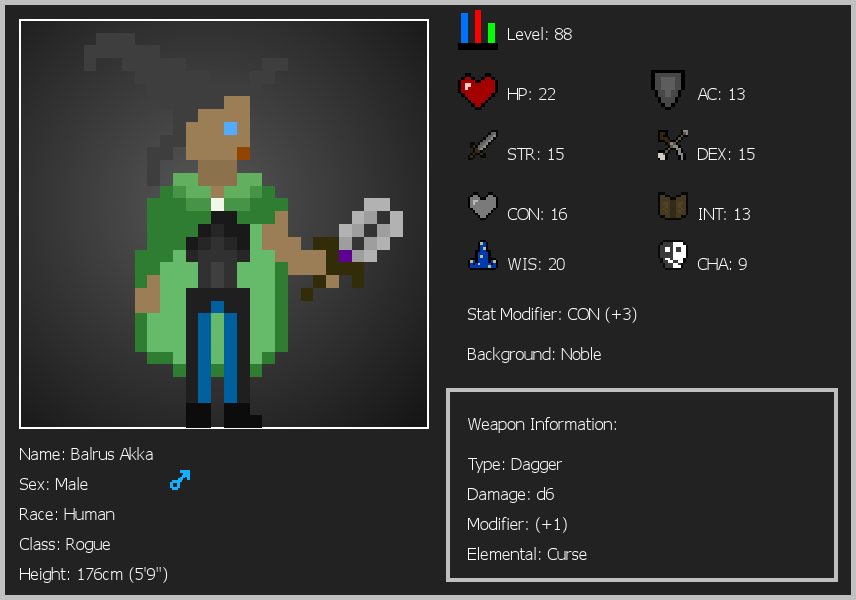 Level: 88
HP: 22
AC: 13
STR: 15
DEX: 15
CON: 16
INT: 13
WIS: 20
CHA: 9
Stat Modifier: CON (+3)
Background: Noble
Weapon Information:
Type: Dagger
Damage: d6
Modifier: (+1)
Elemental: Curse
Name: Balrus Akka
Sex: Male
Race: Human
Class: Rogue
Height: 176cm (5'9")